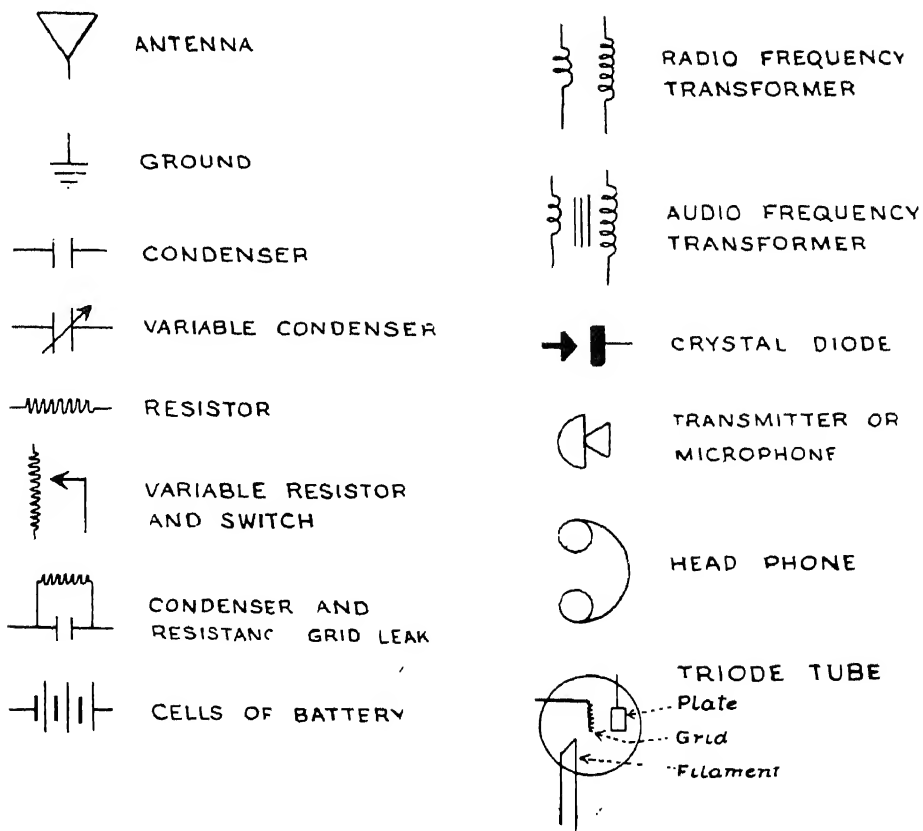 ANTENNA
GROUND
CONDENSER
VARIABLE CONDENSER
RESISTOR
VARIABLE RESISTOR
AND SWITCH
CONDENSER AND
RESISTANC GRID LEAK
CELLS OF BATTERY
RADIO FREQUENCY
TRANSFORMER
AUDIO FREQUENCY
TRANSFORMER
CRYSTAL DIODE
TRANSMITTER OR
MICROPHONE
HEAD PHONE
TRIODE TUBE
Plate
Grid
Filament